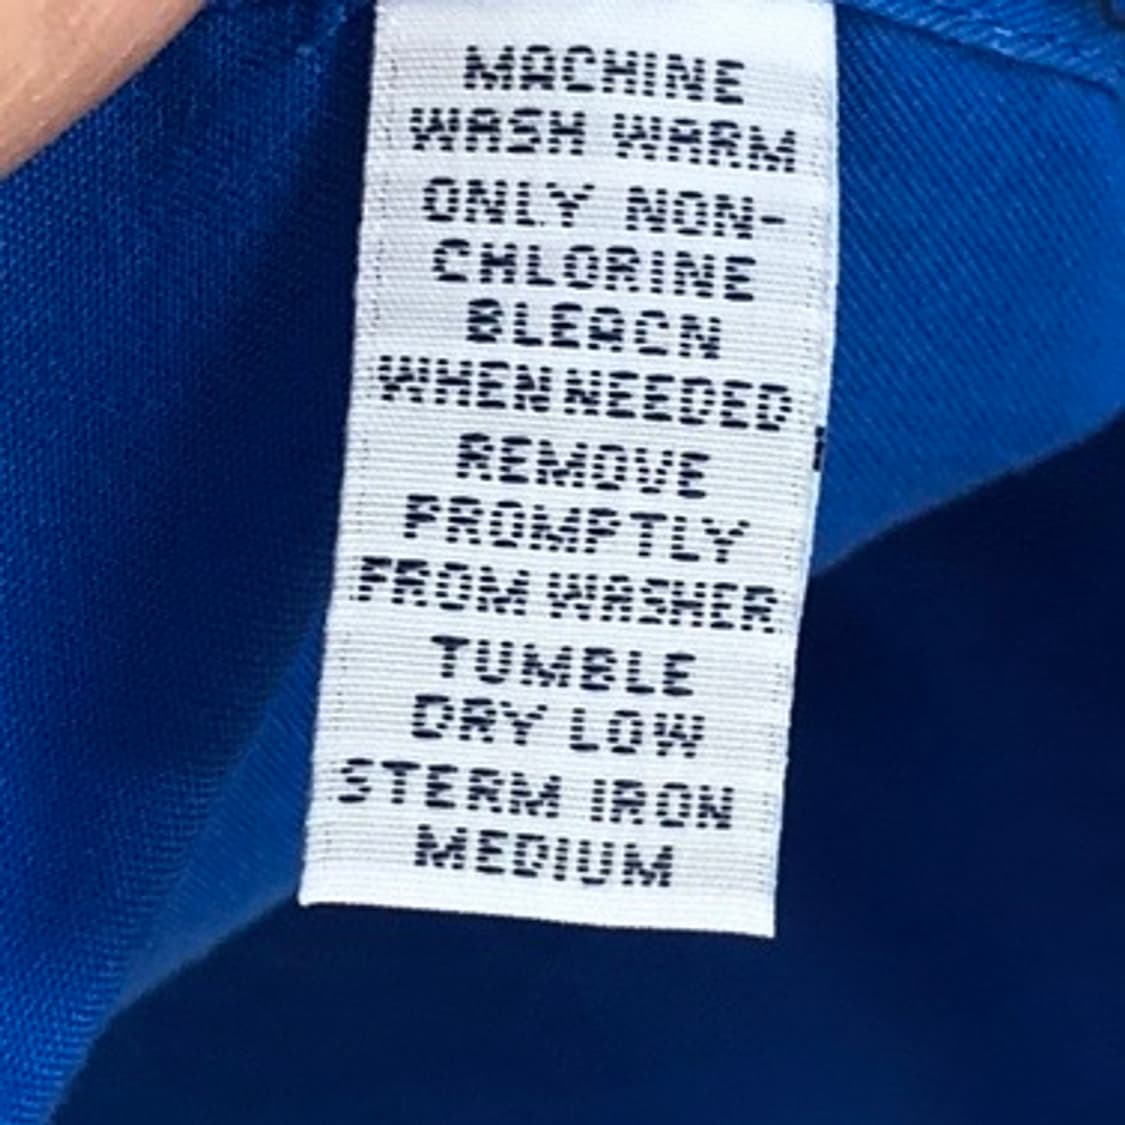 MACHINE
WASH WARM
ONLY NON-
CHLORINE
BLEACN
WHEN NEEDED
REMOVE
PROMPTLY
FROM WASHER
TUMBLE
DRY LOW
STERM IRON
MEDIUM